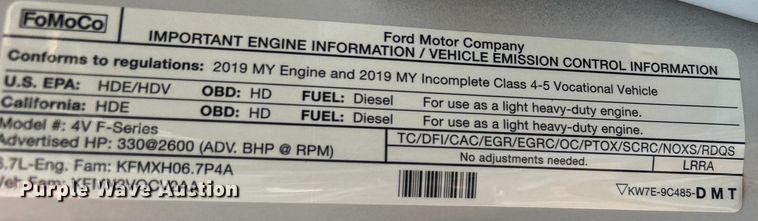 FoMoCo
Ford Motor Company
IMPORTANT ENGINE INFORMATION / VEHICLE EMISSION CONTROL INFORMATION
Conforms to regulations: 2019 MY Engine and 2019 MY Incomplete Class 4-5 Vocational Vehicle
U.S. EPA: HDE/HDV OBD: HD FUEL: Diesel For use as a light heavy-duty engine.
California: HDE OBD: HD FUEL: Diesel For use as a light heavy-duty engine.
Model #: 4V F-Series
Advertised HP: 330@2600 (ADV. BHP @ RPM) TC/DFI/CAC/EGR/EGRC/OC/PTOX/SCRC/NOXS/RDQS
No adjustments needed. LRRA
6.7L-Eng. Fam: KFMXH06.7P4A
Fam:
KW7E-9C485-DMT
Purple Wave Auction